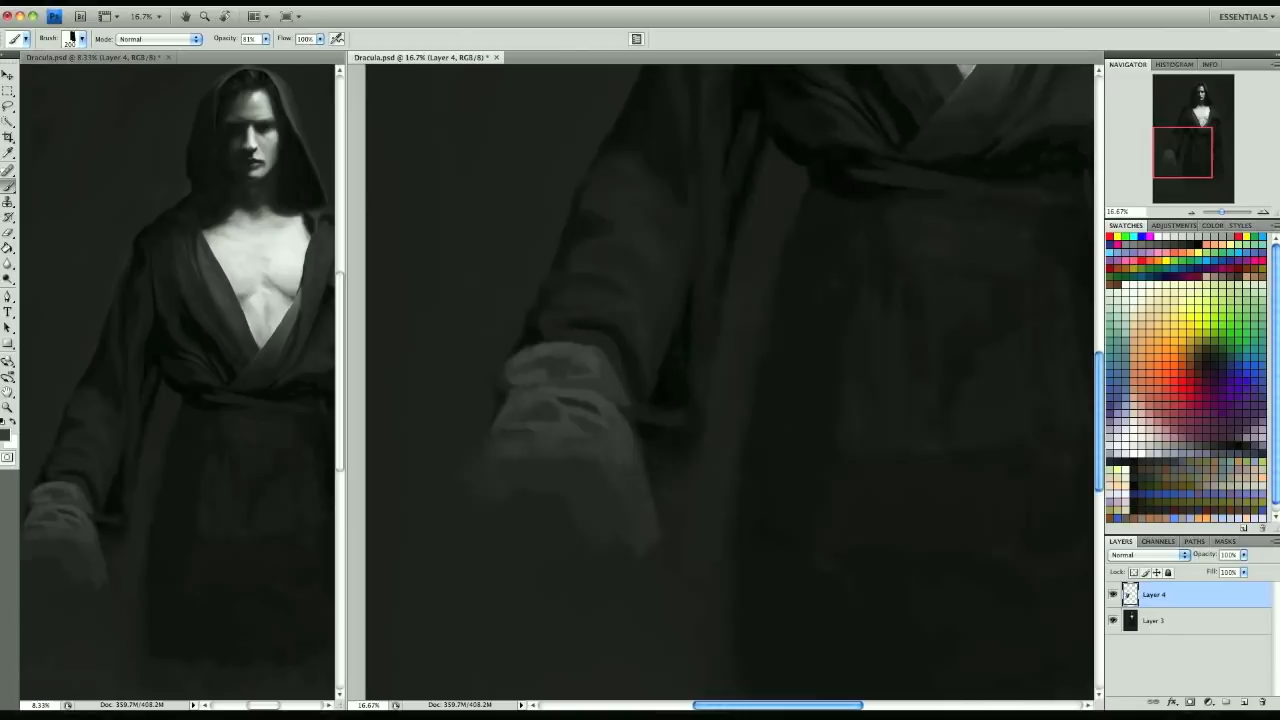 Ps Br 16.7% ESSENTIALS
Brush: 200 Mode: Normal Opacity: 81% Flow: 100%
Dracula.psd @ 8.33% (Layer 4, RGB/8) * Dracula.psd @ 16.7% (Layer 4, RGB/8) *
NAVIGATOR HISTOGRAM INFO
16.67%
SWATCHES ADJUSTMENTS COLOR STYLES
LAYERS CHANNELS PATHS MASKS
Normal Opacity: 100%
Lock: Fill: 100%
Layer 4
Layer 3
fx
8.33% Doc: 359.7M/408.2M 16.67% Doc: 359.7M/408.2M